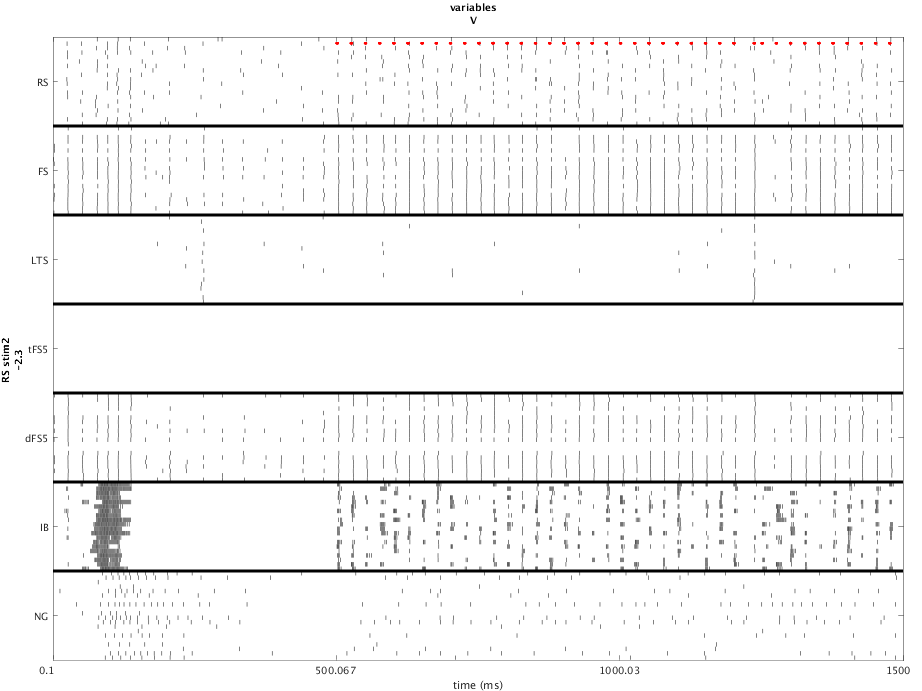 variables
V
RS
FS
LTS
tFS5
dFS5
IB
NG
RS stim2
-2.3
0.1
500.067
1000.03
1500
time (ms)